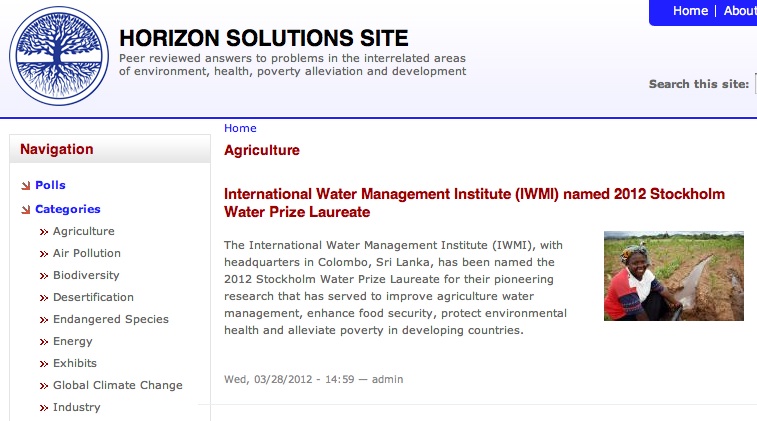 Home | About
HORIZON SOLUTIONS SITE
Peer reviewed answers to problems in the interrelated areas
of environment, health, poverty alleviation and development
Search this site:
Navigation
Polls
Categories
Agriculture
Air Pollution
Biodiversity
Desertification
Endangered Species
Energy
Exhibits
Global Climate Change
Industry
Home
Agriculture
International Water Management Institute (IWMI) named 2012 Stockholm
Water Prize Laureate
The International Water Management Institute (IWMI), with
headquarters in Colombo, Sri Lanka, has been named the
2012 Stockholm Water Prize Laureate for their pioneering
research that has served to improve agriculture water
management, enhance food security, protect environmental
health and alleviate poverty in developing countries.
Wed, 03/28/2012 - 14:59 — admin